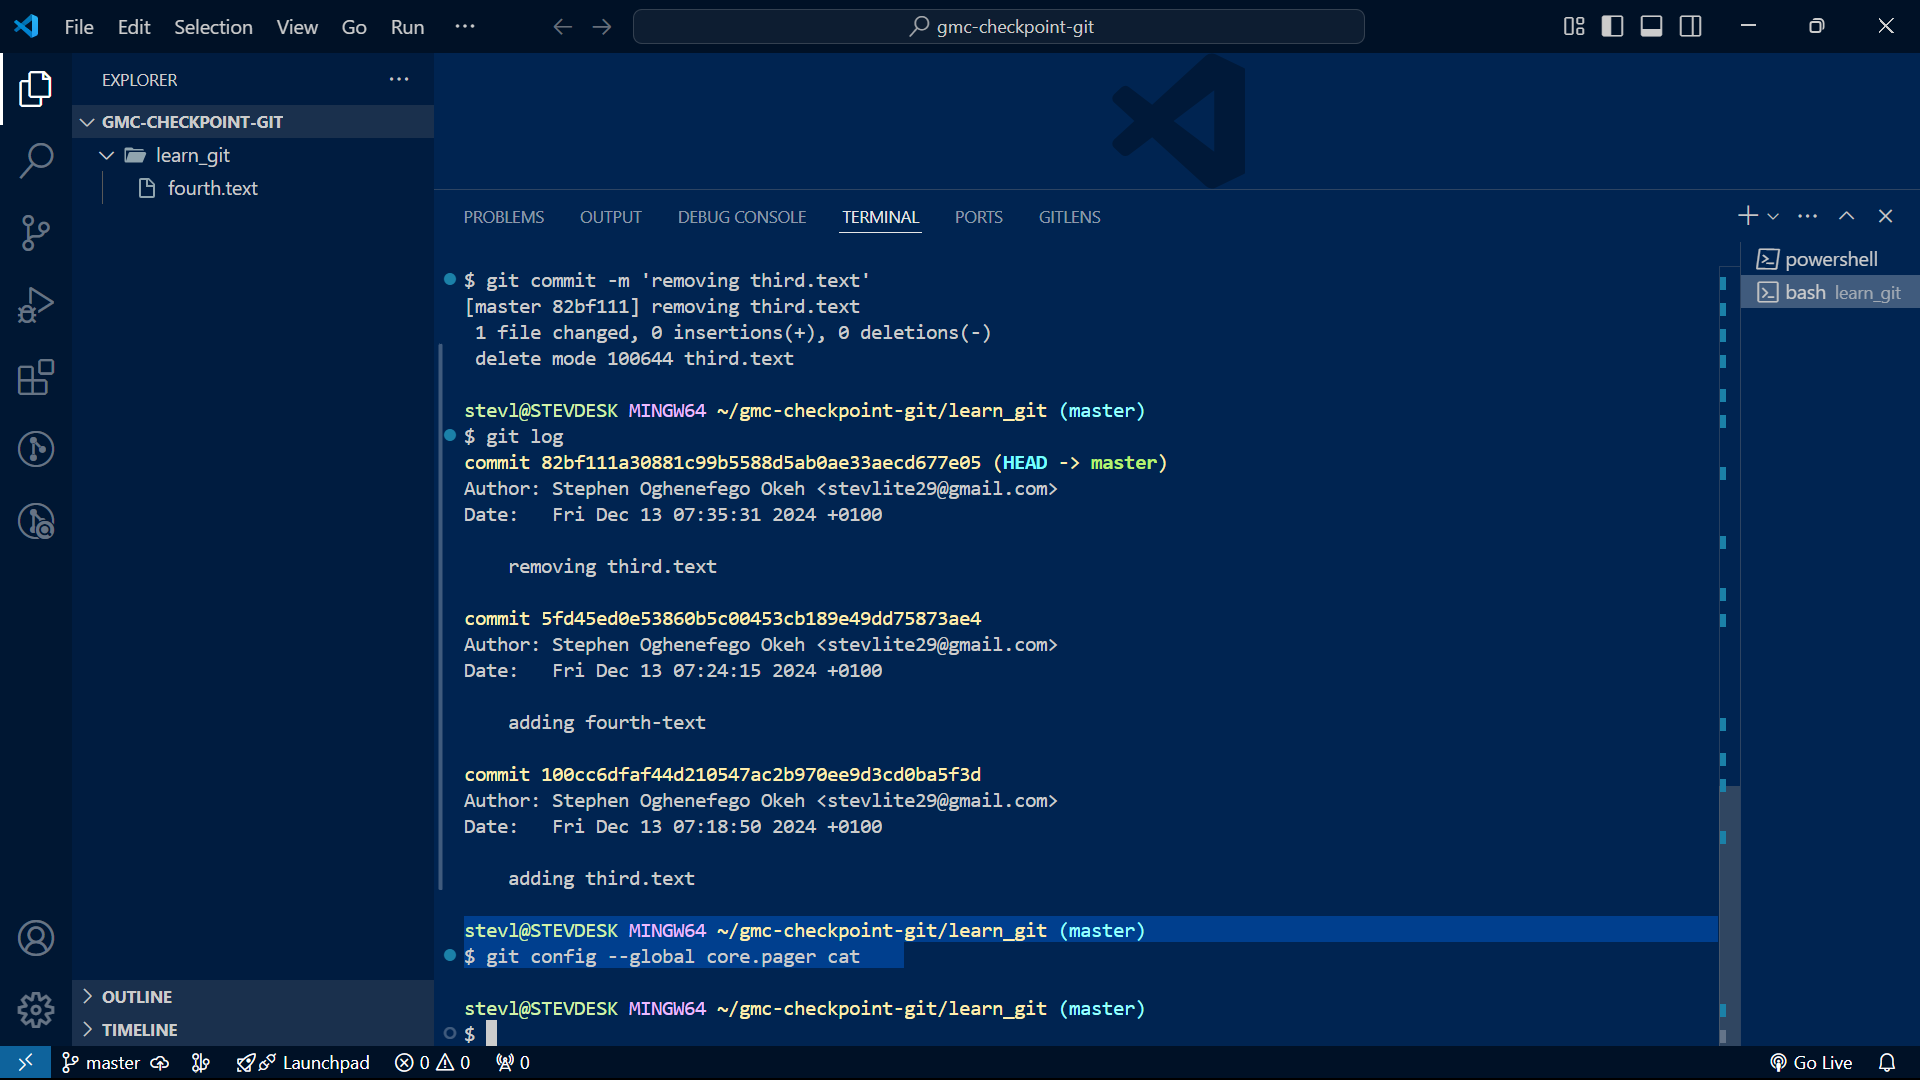 File Edit Selection View Go Run ···
gmc-checkpoint-git
EXPLORER
GMC-CHECKPOINT-GIT
learn_git
fourth.text
PROBLEMS OUTPUT DEBUG CONSOLE TERMINAL PORTS GITLENS
powershell
bash learn_git
$ git commit -m 'removing third.text'
[master 82bf111] removing third.text
 1 file changed, 0 insertions(+), 0 deletions(-)
 delete mode 100644 third.text
stevl@STEVDESK MINGW64 ~/gmc-checkpoint-git/learn_git (master)
$ git log
commit 82bf111a30881c99b5588d5ab0ae33aecd677e05 (HEAD -> master)
Author: Stephen Oghenefego Okeh <stevlite29@gmail.com>
Date:   Fri Dec 13 07:35:31 2024 +0100
    removing third.text
commit 5fd45ed0e53860b5c00453cb189e49dd75873ae4
Author: Stephen Oghenefego Okeh <stevlite29@gmail.com>
Date:   Fri Dec 13 07:24:15 2024 +0100
    adding fourth-text
commit 100cc6dfaf44d210547ac2b970ee9d3cd0ba5f3d
Author: Stephen Oghenefego Okeh <stevlite29@gmail.com>
Date:   Fri Dec 13 07:18:50 2024 +0100
    adding third.text
stevl@STEVDESK MINGW64 ~/gmc-checkpoint-git/learn_git (master)
$ git config --global core.pager cat
stevl@STEVDESK MINGW64 ~/gmc-checkpoint-git/learn_git (master)
$
OUTLINE
TIMELINE
master Launchpad 0 0 0 Go Live